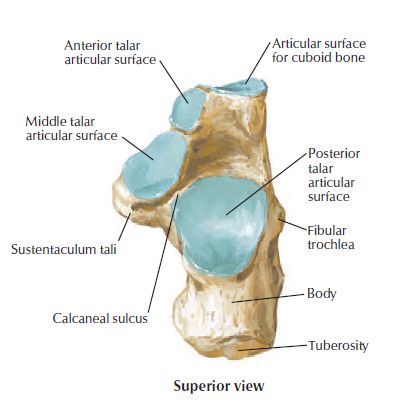 Anterior talar
articular surface
Articular surface
for cuboid bone
Middle talar
articular surface
Posterior
talar
articular
surface
Sustentaculum tali
Fibular
trochlea
Body
Calcaneal sulcus
Tuberosity
Superior view